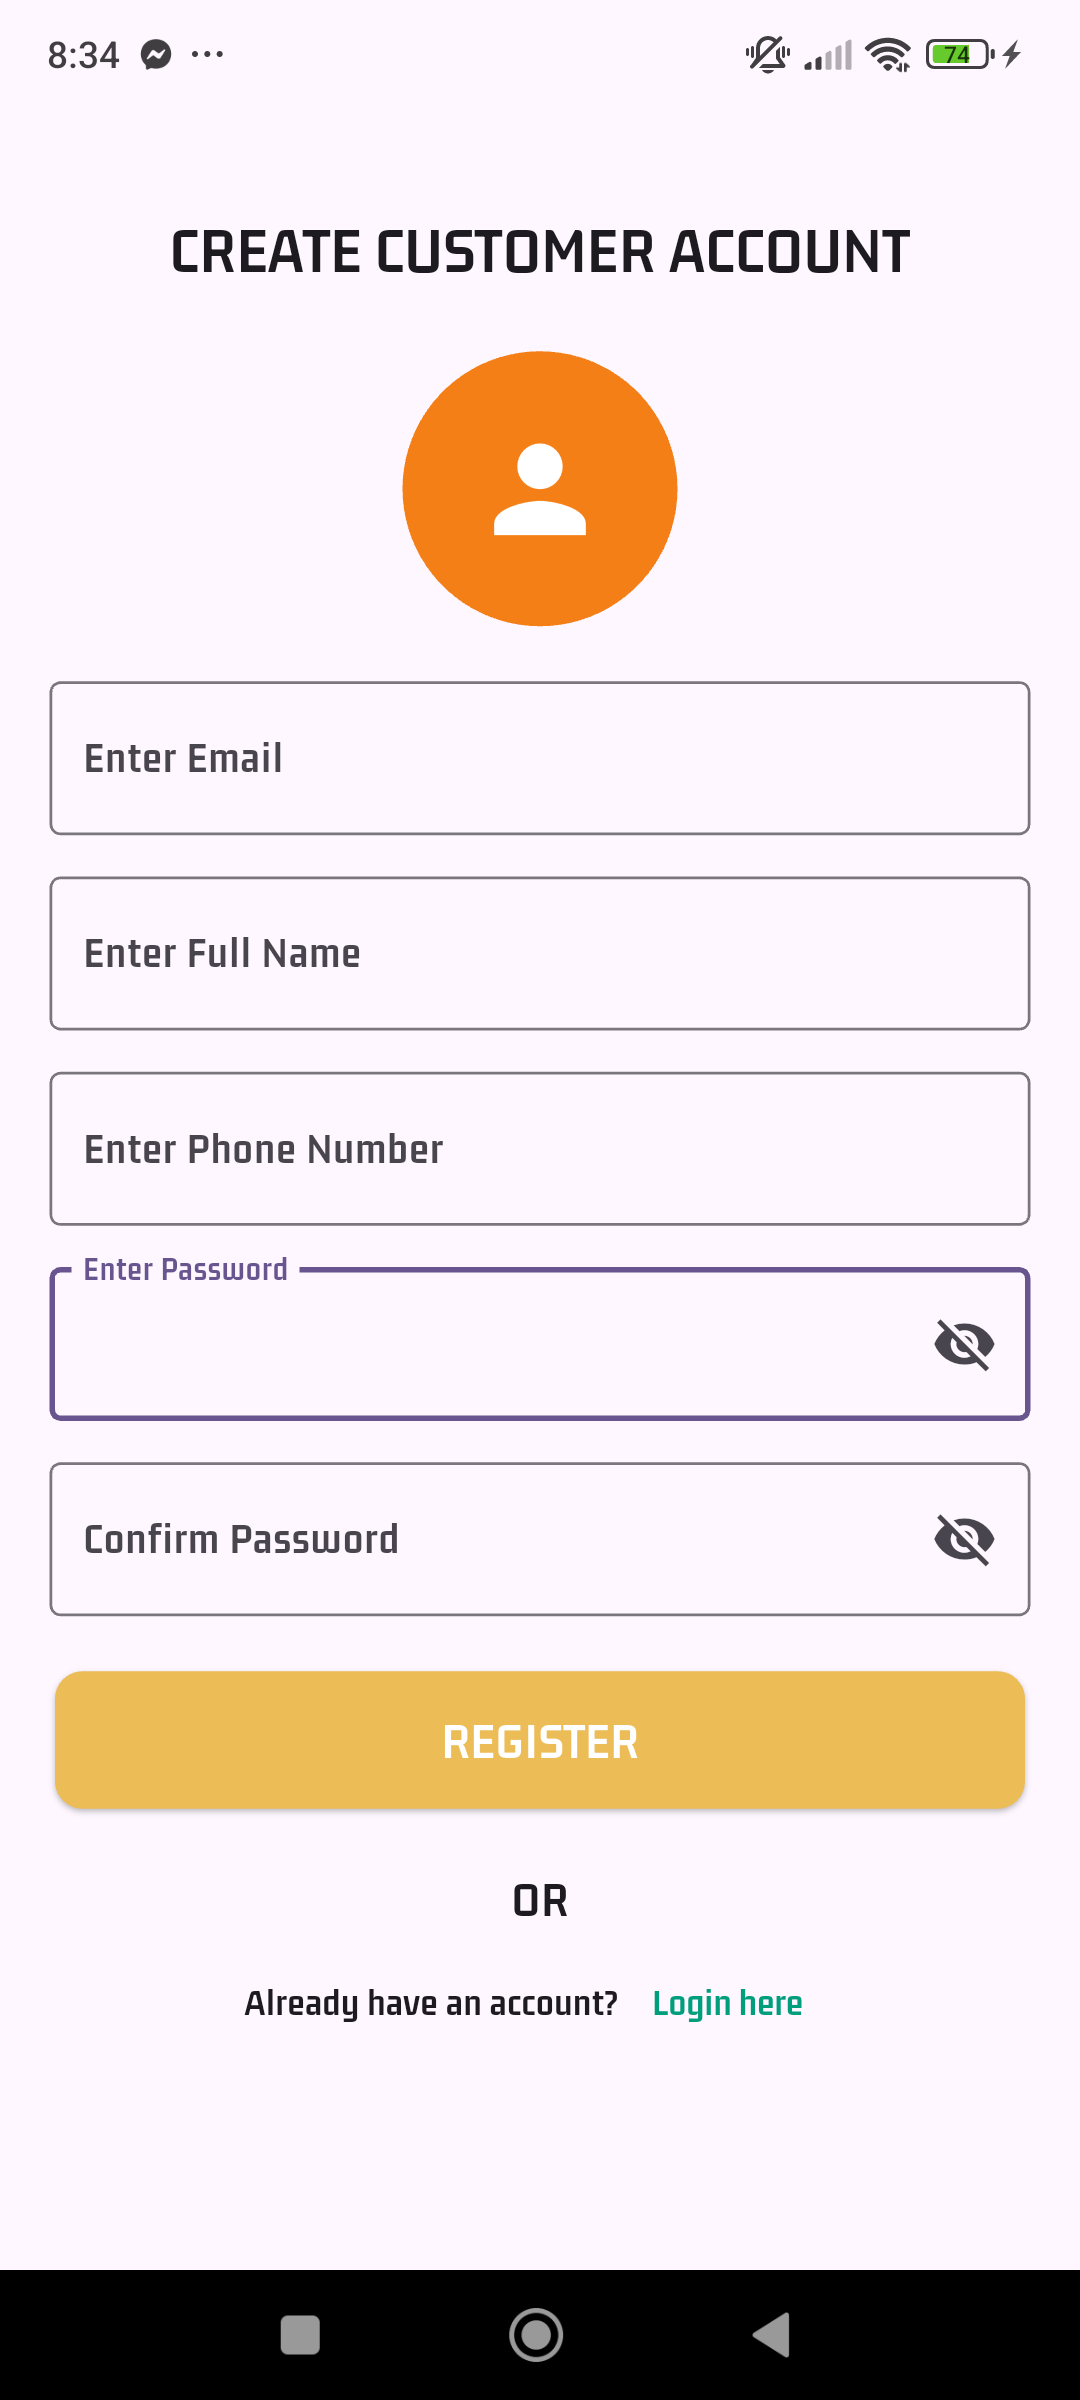 8:34
74
CREATE CUSTOMER ACCOUNT
Enter Email
Enter Full Name
Enter Phone Number
Enter Password
Confirm Password
REGISTER
OR
Already have an account? Login here